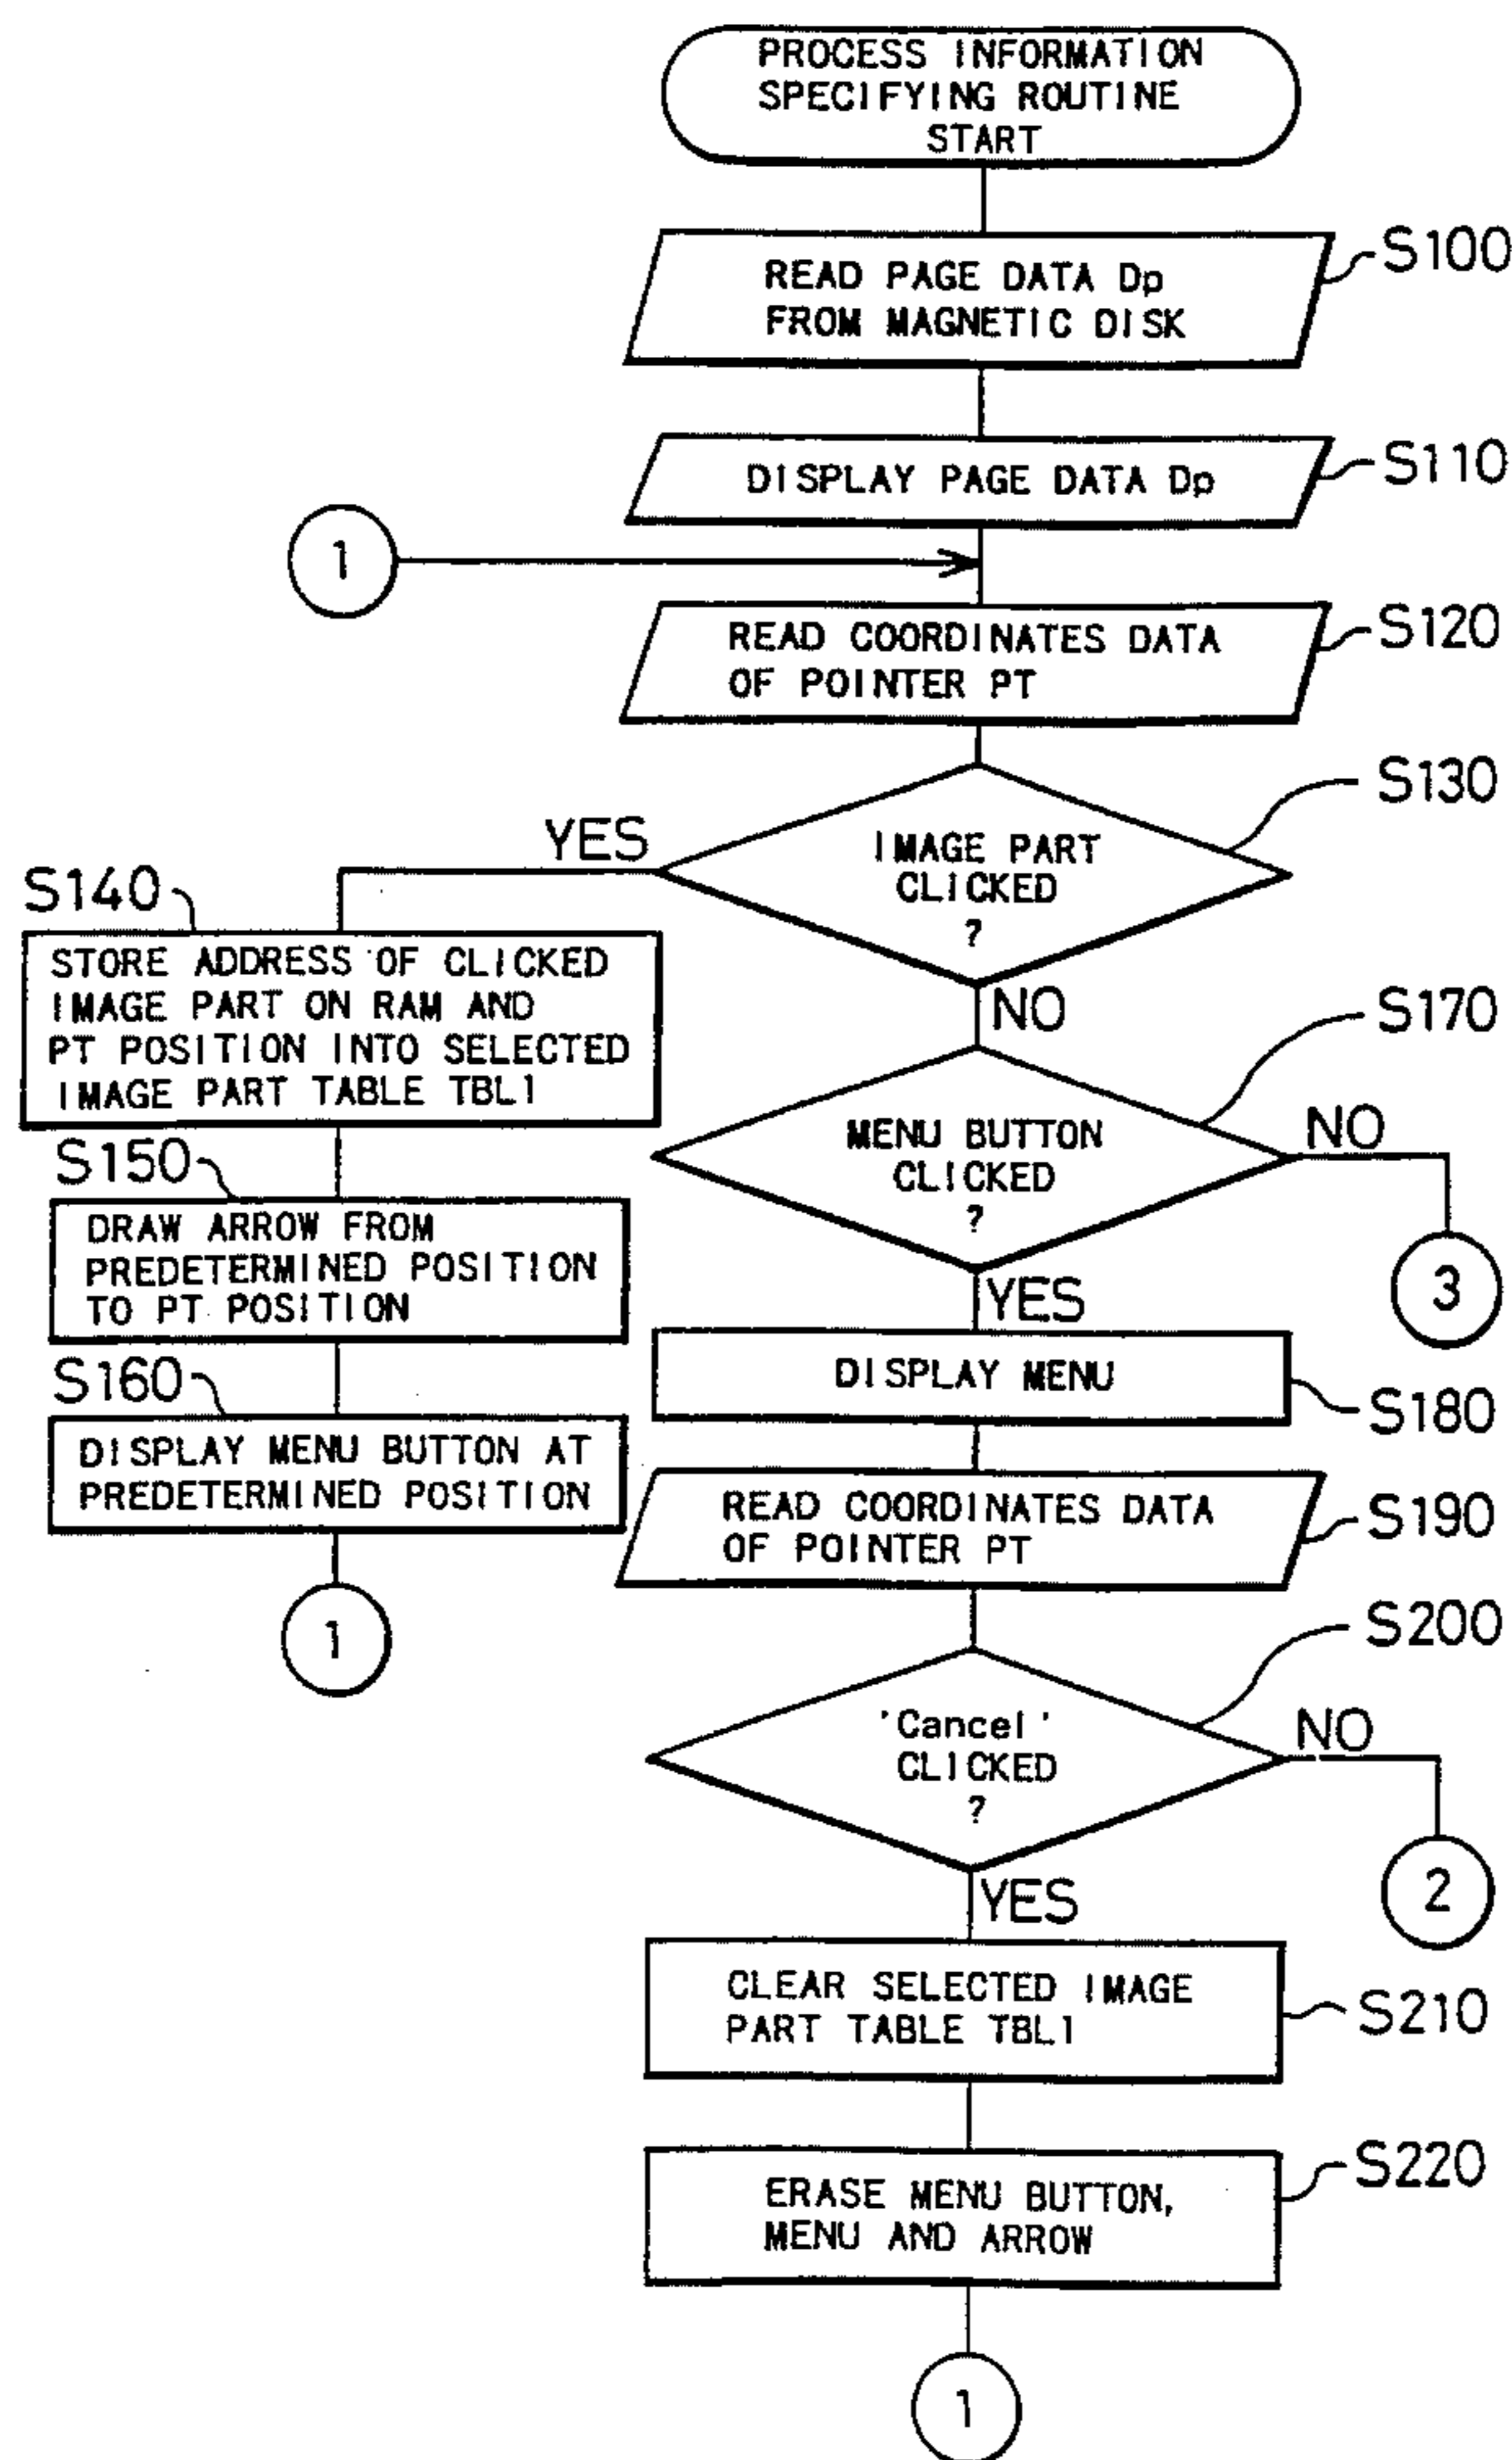 PROCESS INFORMATION
SPECIFYING ROUTINE
START
S100
READ PAGE DATA Dp
FROM MAGNETIC DISK
S110
DISPLAY PAGE DATA Dp
1
S120
READ COORDINATES DATA
OF POINTER PT
S130
YES
IMAGE PART
CLICKED
?
S140
STORE ADDRESS OF CLICKED
IMAGE PART ON RAM AND
PT POSITION INTO SELECTED
IMAGE PART TABLE TBL1
NO
S170
MENU BUTTON
CLICKED
?
NO
3
S150
DRAW ARROW FROM
PREDETERMINED POSITION
TO PT POSITION
YES
DISPLAY MENU
S180
S160
DISPLAY MENU BUTTON AT
PREDETERMINED POSITION
1
READ COORDINATES DATA
OF POINTER PT
S190
S200
'Cancel'
CLICKED
?
NO
2
YES
CLEAR SELECTED IMAGE
PART TABLE TBL1
S210
S220
ERASE MENU BUTTON,
MENU AND ARROW
1